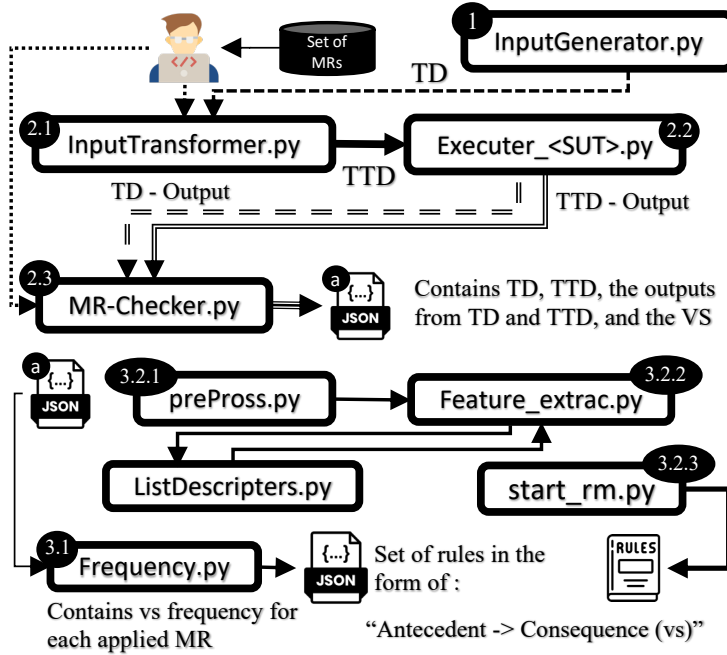 Set of
MRs
1
InputGenerator.py
TD
2.1
InputTransformer.py
TTD
2.2
Executer_<SUT>.py
TD - Output
TTD - Output
2.3
MR-Checker.py
a
{...}
JSON
Contains TD, TTD, the outputs
from TD and TTD, and the VS
a
{...}
JSON
3.2.1
prePross.py
3.2.2
Feature_extrac.py
ListDescripters.py
3.2.3
start_rm.py
3.1
Frequency.py
{...}
JSON
Set of rules in the
form of :
RULES
Contains vs frequency for
each applied MR
“Antecedent -> Consequence (vs)”